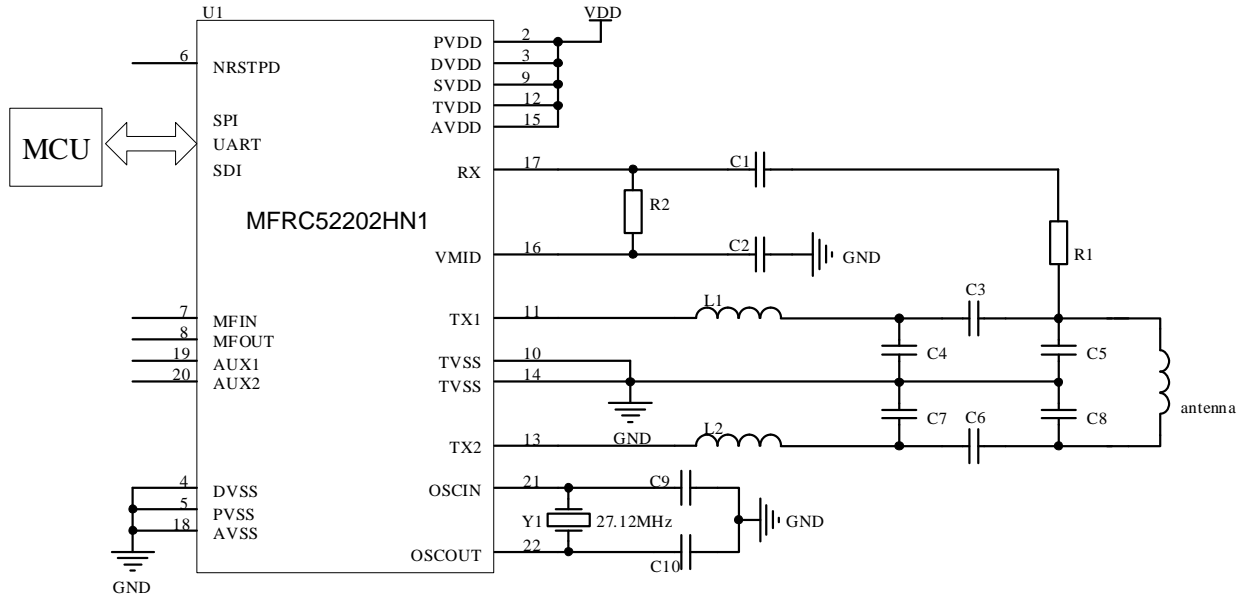 U1
VDD
6
NRSTPD
MCU
SPI
UART
SDI
MFRC52202HN1
7
MFIN
8
MFOUT
19
AUX1
20
AUX2
4
DVSS
5
PVSS
18
AVSS
GND
PVDD
2
DVDD
3
SVDD
9
TVDD
12
AVDD
15
RX
17
C1
R2
R1
VMID
16
C2
GND
TX1
11
L1
C3
C4
C5
TVSS
10
TVSS
14
GND
antenna
C7
C6
C8
TX2
13
L2
OSCIN
21
C9
Y1
27.12MHz
GND
OSCOUT
22
C10